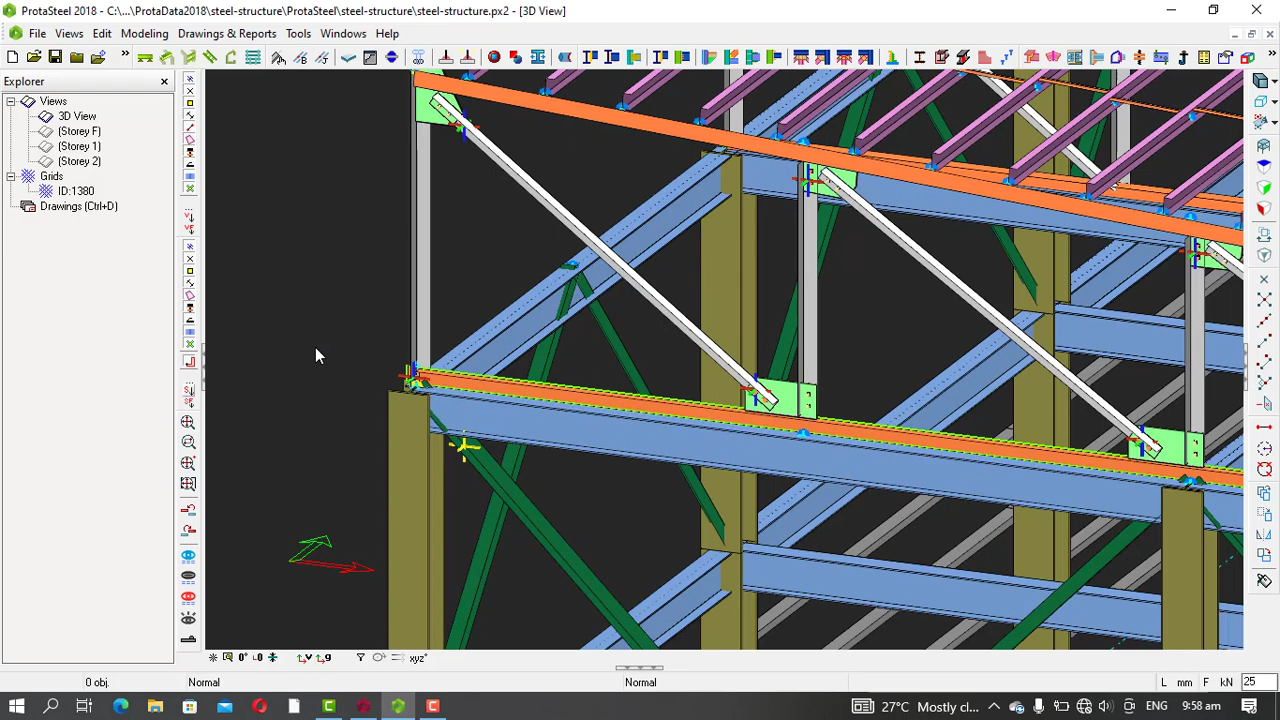 ProtaSteel 2018 - C:\...\ProtaData2018\steel-structure\ProtaSteel\steel-structure\steel-structure.px2 - [3D View]
File Views Edit Modeling Drawings & Reports Tools Windows Help
Explorer
Views
3D View
(Storey F)
(Storey 1)
(Storey 2)
Grids
ID:1380
Drawings (Ctrl+D)
xyz
0 obj. Normal Normal L mm F kN 25
27°C Mostly cl... ENG 9:58 am